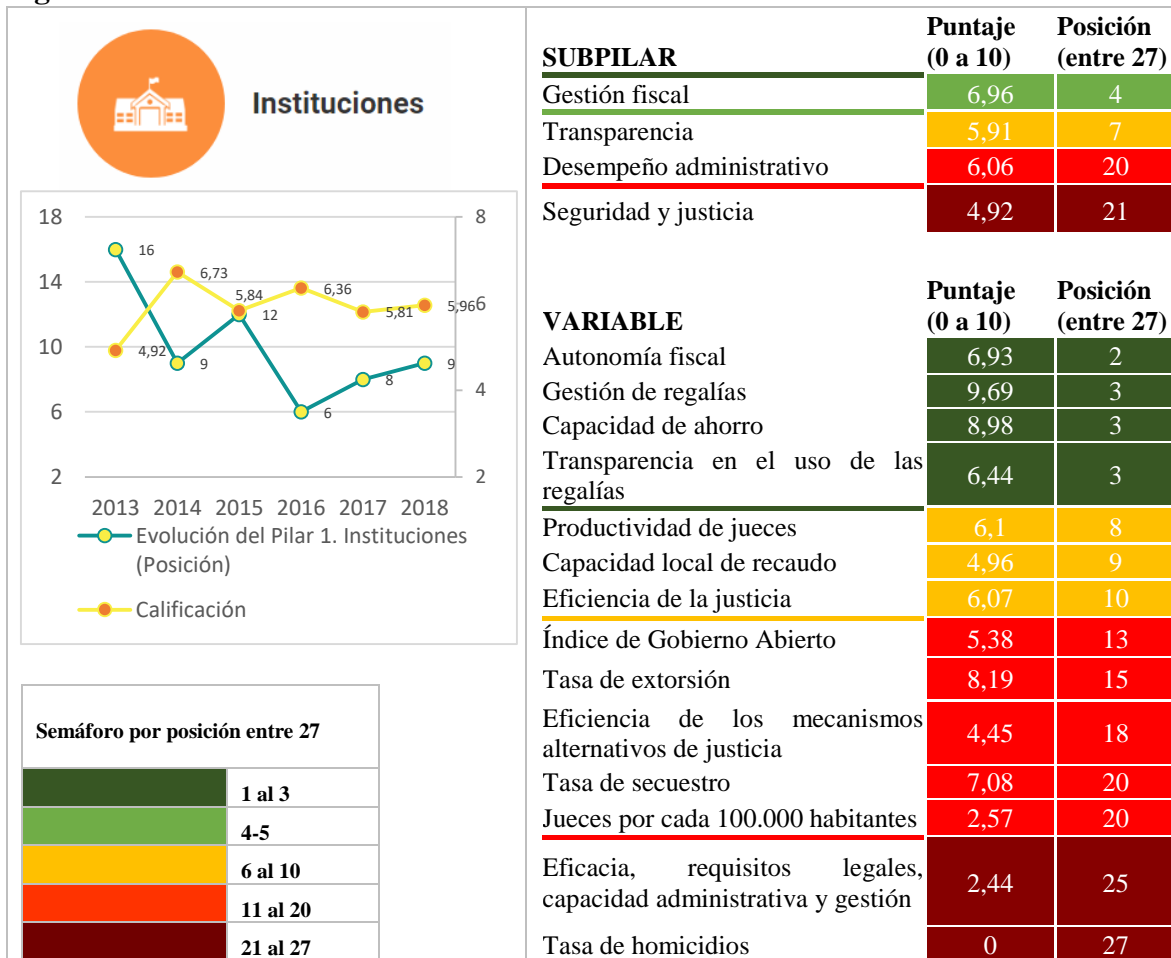 Instituciones
18
14
10
6
2
8
6
4
2
16
9
12
6
8
9
4,92
6,73
5,84
6,36
5,81
5,96
2013 2014 2015 2016 2017 2018
Evolución del Pilar 1. Instituciones
(Posición)
Calificación
Semáforo por posición entre 27
1 al 3
4-5
6 al 10
11 al 20
21 al 27
Puntaje Posición
SUBPILAR (0 a 10) (entre 27)
Gestión fiscal 6,96 4
Transparencia 5,91 7
Desempeño administrativo 6,06 20
Seguridad y justicia 4,92 21
Puntaje Posición
VARIABLE (0 a 10) (entre 27)
Autonomía fiscal 6,93 2
Gestión de regalías 9,69 3
Capacidad de ahorro 8,98 3
Transparencia en el uso de las
regalías 6,44 3
Productividad de jueces 6,1 8
Capacidad local de recaudo 4,96 9
Eficiencia de la justicia 6,07 10
Índice de Gobierno Abierto 5,38 13
Tasa de extorsión 8,19 15
Eficiencia de los mecanismos
alternativos de justicia 4,45 18
Tasa de secuestro 7,08 20
Jueces por cada 100.000 habitantes 2,57 20
Eficacia, requisitos legales,
capacidad administrativa y gestión 2,44 25
Tasa de homicidios 0 27